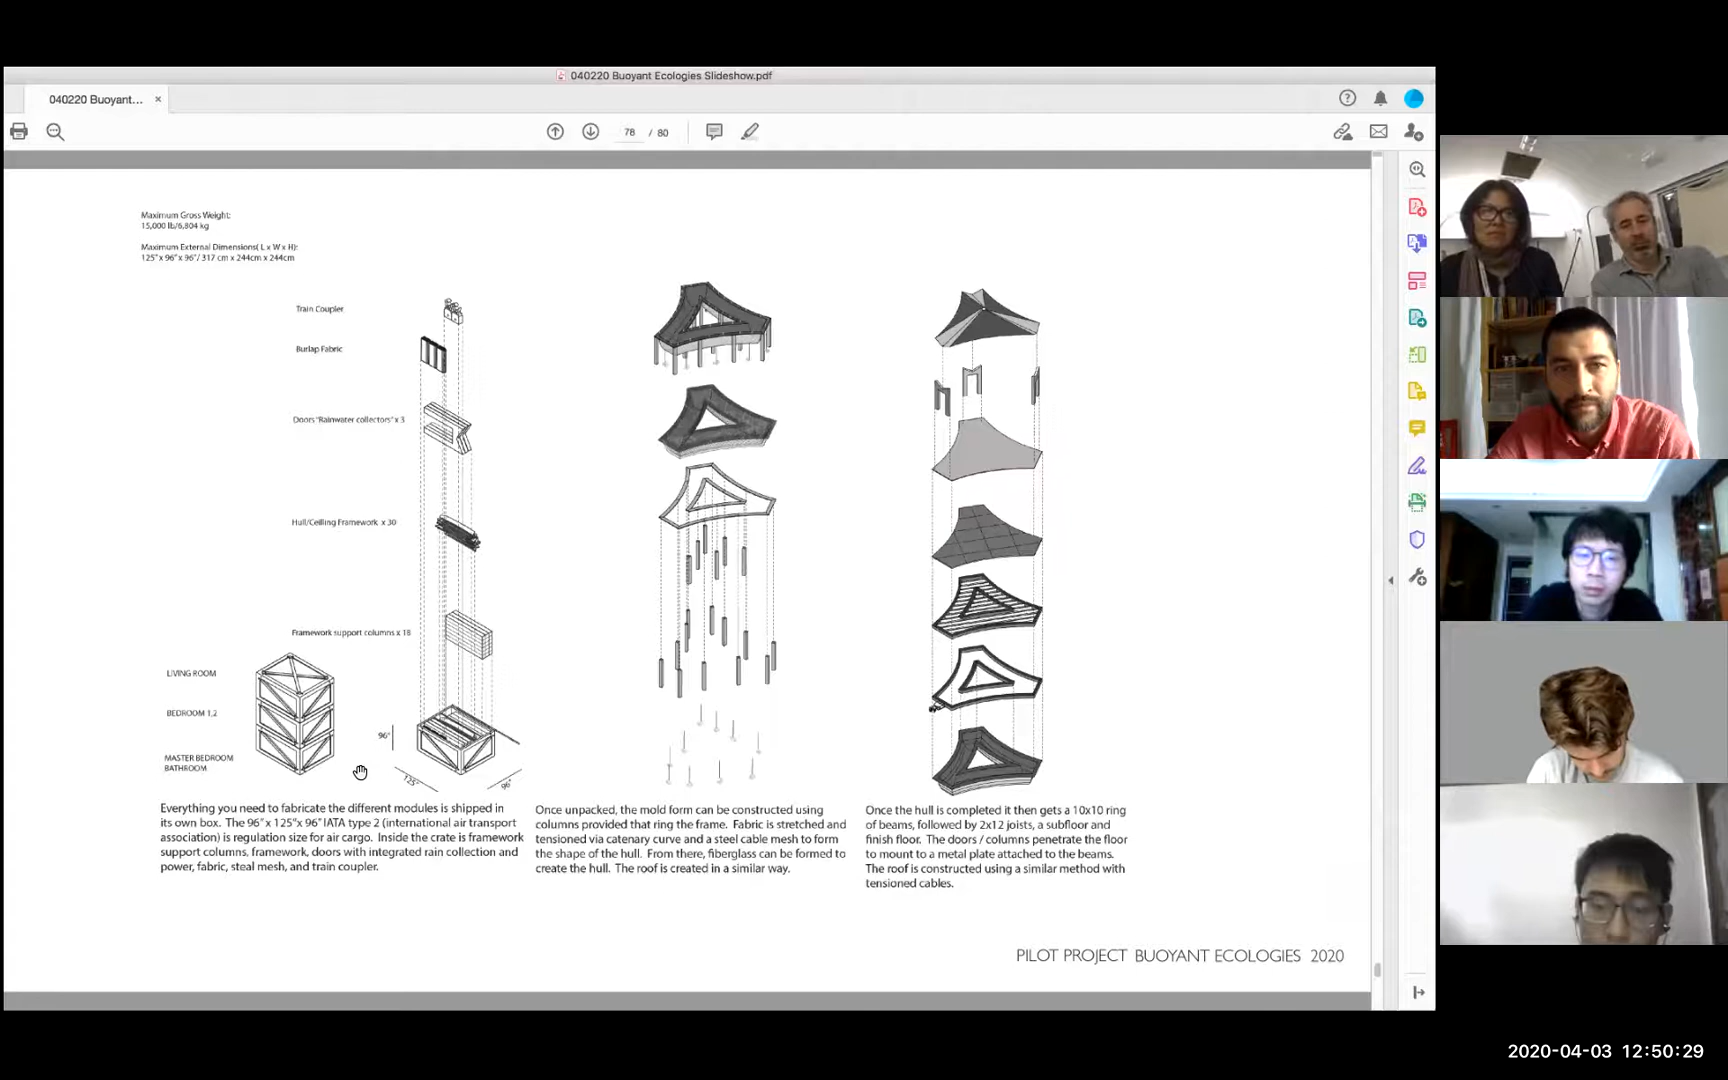 040220 Buoyant Ecologies Slideshow.pdf
040220 Buoyant... ×
78 / 80
Maximum Gross Weight:
15,000 lb/6,804 kg
Maximum External Dimensions( L x W x H):
125" x 96" x 96"/ 317 cm x 244cm x 244cm
Train Coupler
Burlap Fabric
Doors "Rainwater collectors" x 3
Hull/Ceilling Framework x 30
Framework support columns x 18
LIVING ROOM
BEDROOM 1,2
MASTER BEDROOM
BATHROOM
96"
125"
96"
Everything you need to fabricate the different modules is shipped in
its own box. The 96" x 125"x 96" IATA type 2 (international air transport
association) is regulation size for air cargo. Inside the crate is framework
support columns, framework, doors with integrated rain collection and
power, fabric, steal mesh, and train coupler.
Once unpacked, the mold form can be constructed using
columns provided that ring the frame. Fabric is stretched and
tensioned via catenary curve and a steel cable mesh to form
the shape of the hull. From there, fiberglass can be formed to
create the hull. The roof is created in a similar way.
Once the hull is completed it then gets a 10x10 ring
of beams, followed by 2x12 joists, a subfloor and
finish floor. The doors / columns penetrate the floor
to mount to a metal plate attached to the beams.
The roof is constructed using a similar method with
tensioned cables.
PILOT PROJECT BUOYANT ECOLOGIES 2020
2020-04-03 12:50:29